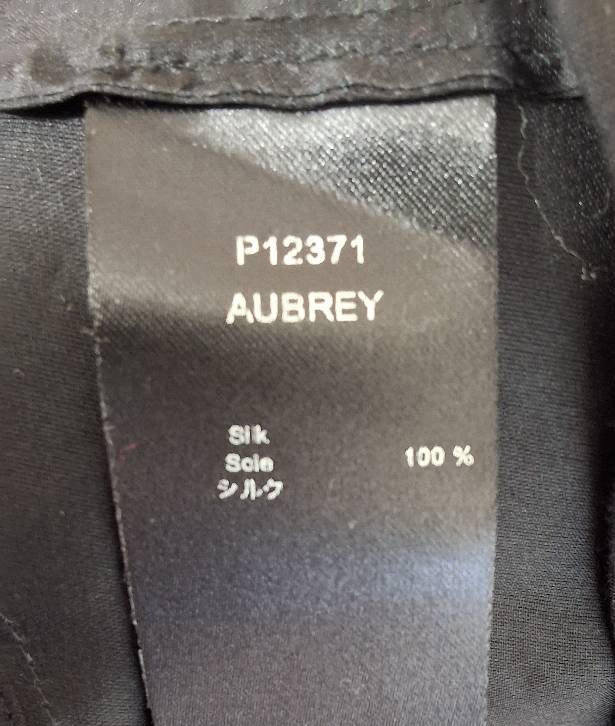 P12371
AUBREY
Silk
Soie
シルク
100 %